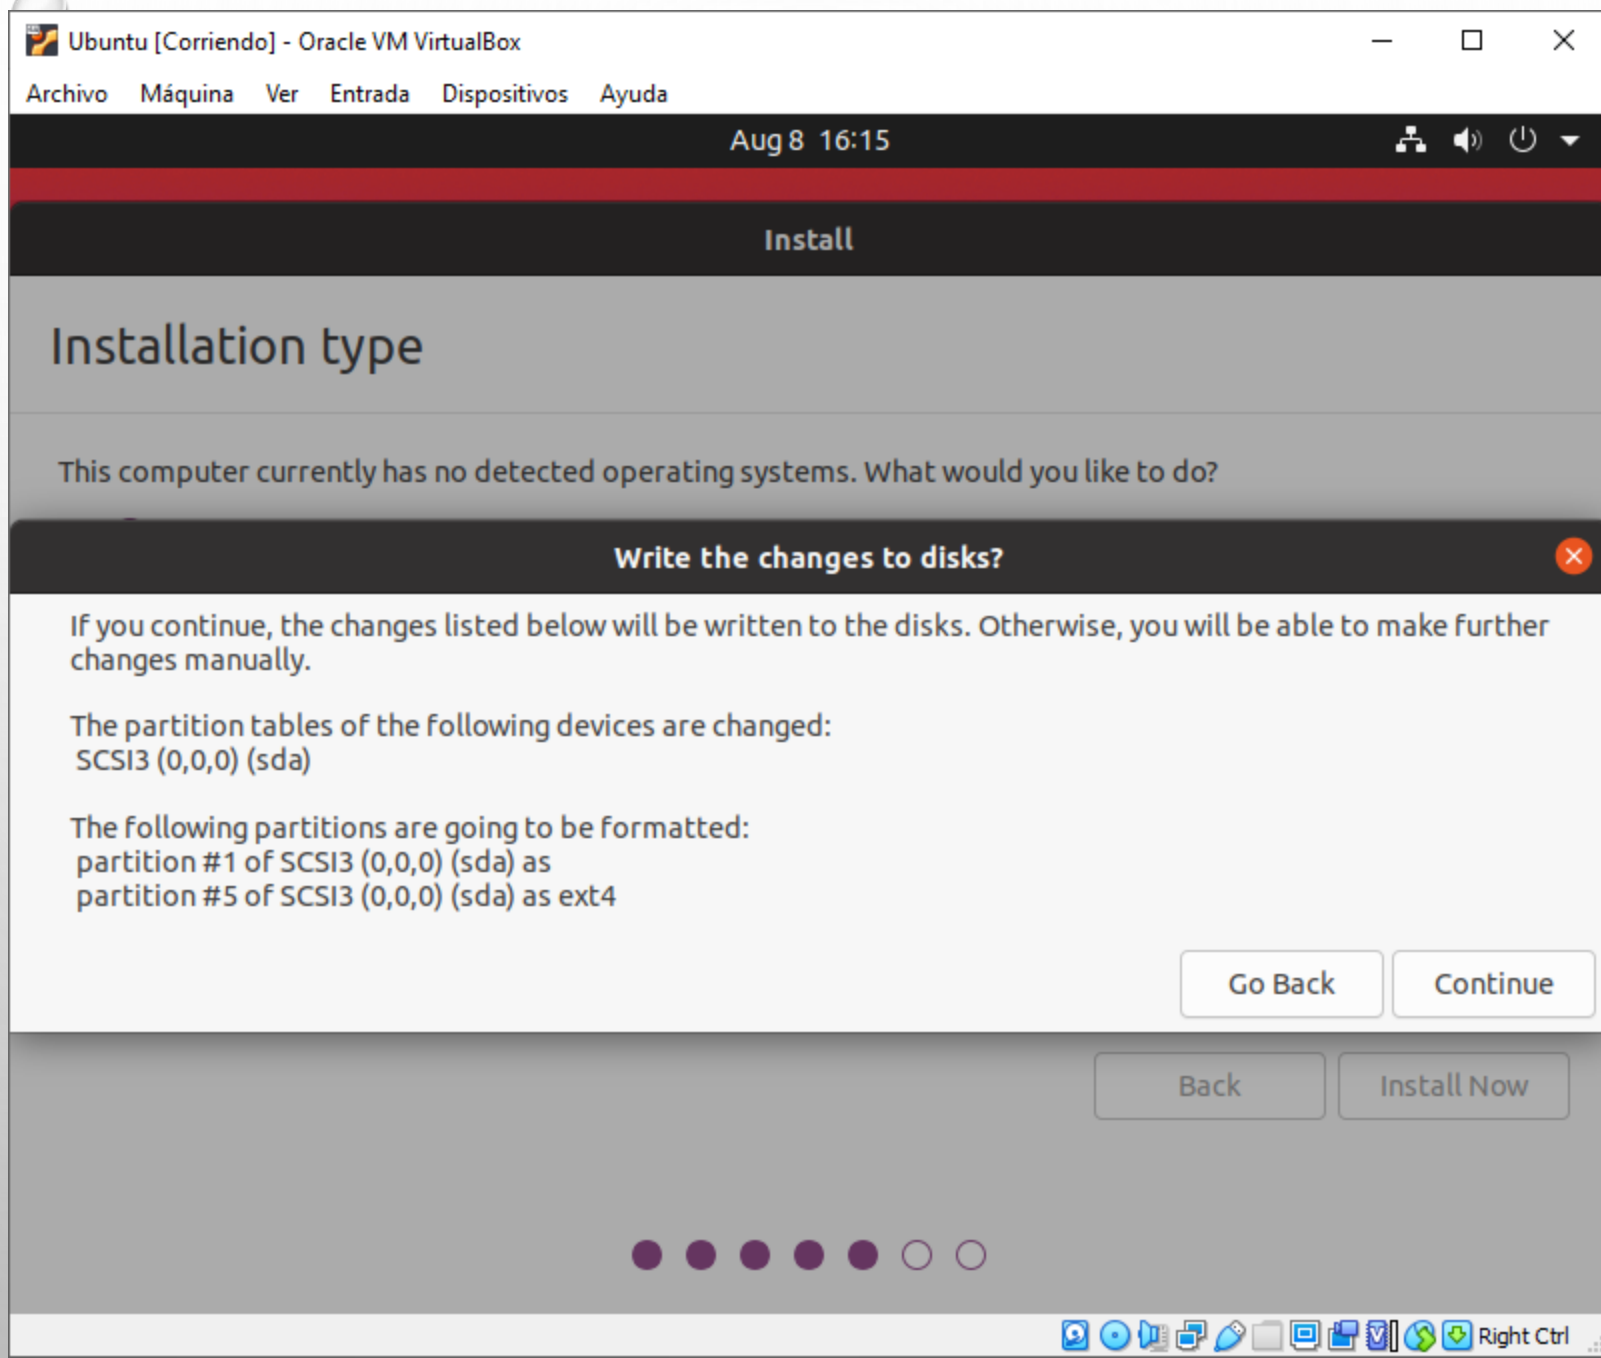 Ubuntu [Corriendo] - Oracle VM VirtualBox
Archivo Máquina Ver Entrada Dispositivos Ayuda
Aug 8 16:15
Install
Installation type
This computer currently has no detected operating systems. What would you like to do?
Write the changes to disks?
If you continue, the changes listed below will be written to the disks. Otherwise, you will be able to make further
changes manually.
The partition tables of the following devices are changed:
SCSI3 (0,0,0) (sda)
The following partitions are going to be formatted:
partition #1 of SCSI3 (0,0,0) (sda) as
partition #5 of SCSI3 (0,0,0) (sda) as ext4
Go Back Continue
Back Install Now
Right Ctrl